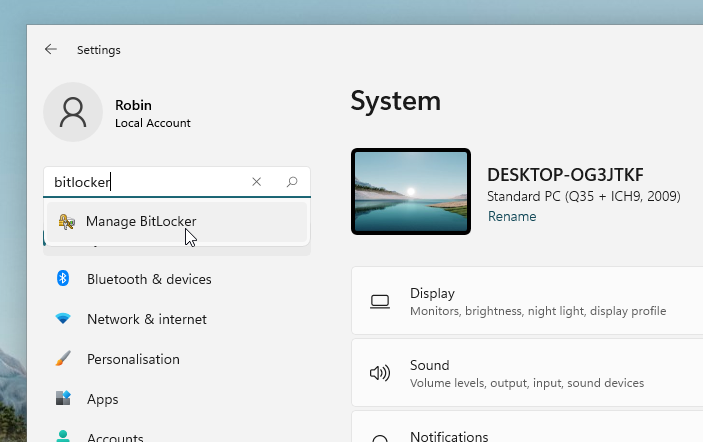 Settings
Robin
Local Account
bitlocker
Manage BitLocker
Bluetooth & devices
Network & internet
Personalisation
Apps
Accounts
System
DESKTOP-OG3JTKF
Standard PC (Q35 + ICH9, 2009)
Rename
Display
Monitors, brightness, night light, display profile
Sound
Volume levels, output, input, sound devices
Notifications